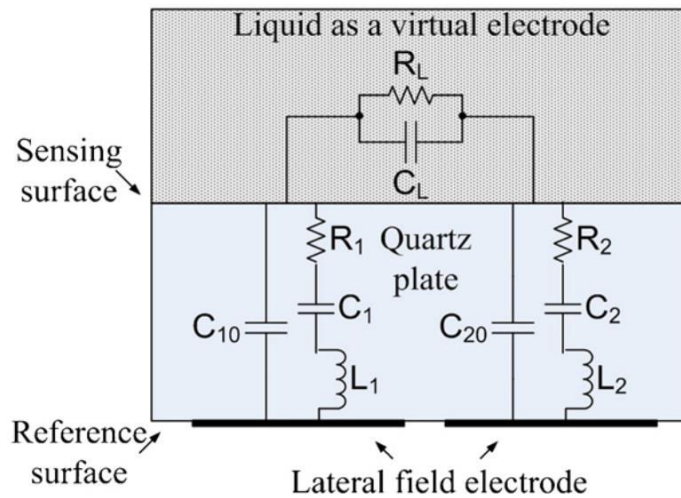 Liquid as a virtual electrode
R_L
C_L
Sensing
surface
R_1
Quartz
plate
R_2
C_10
C_1
C_20
C_2
L_1
L_2
Reference
surface
Lateral field electrode